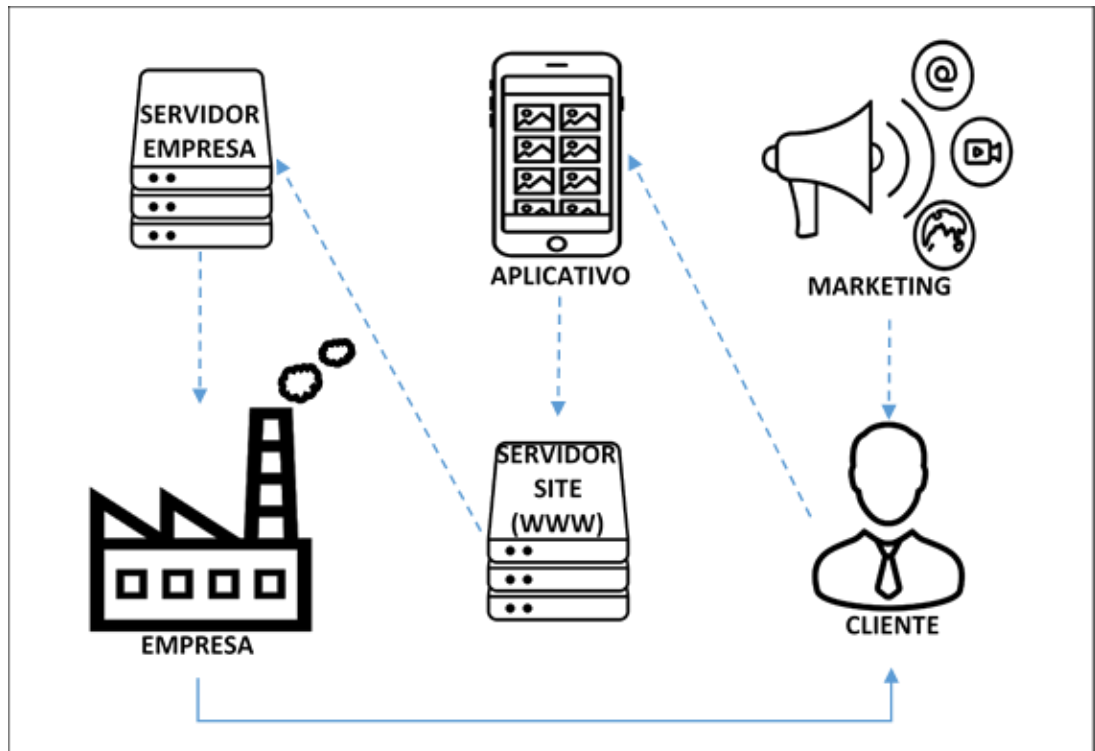 SERVIDOR
EMPRESA
APLICATIVO
@
MARKETING
SERVIDOR
SITE
(WWW)
EMPRESA
CLIENTE